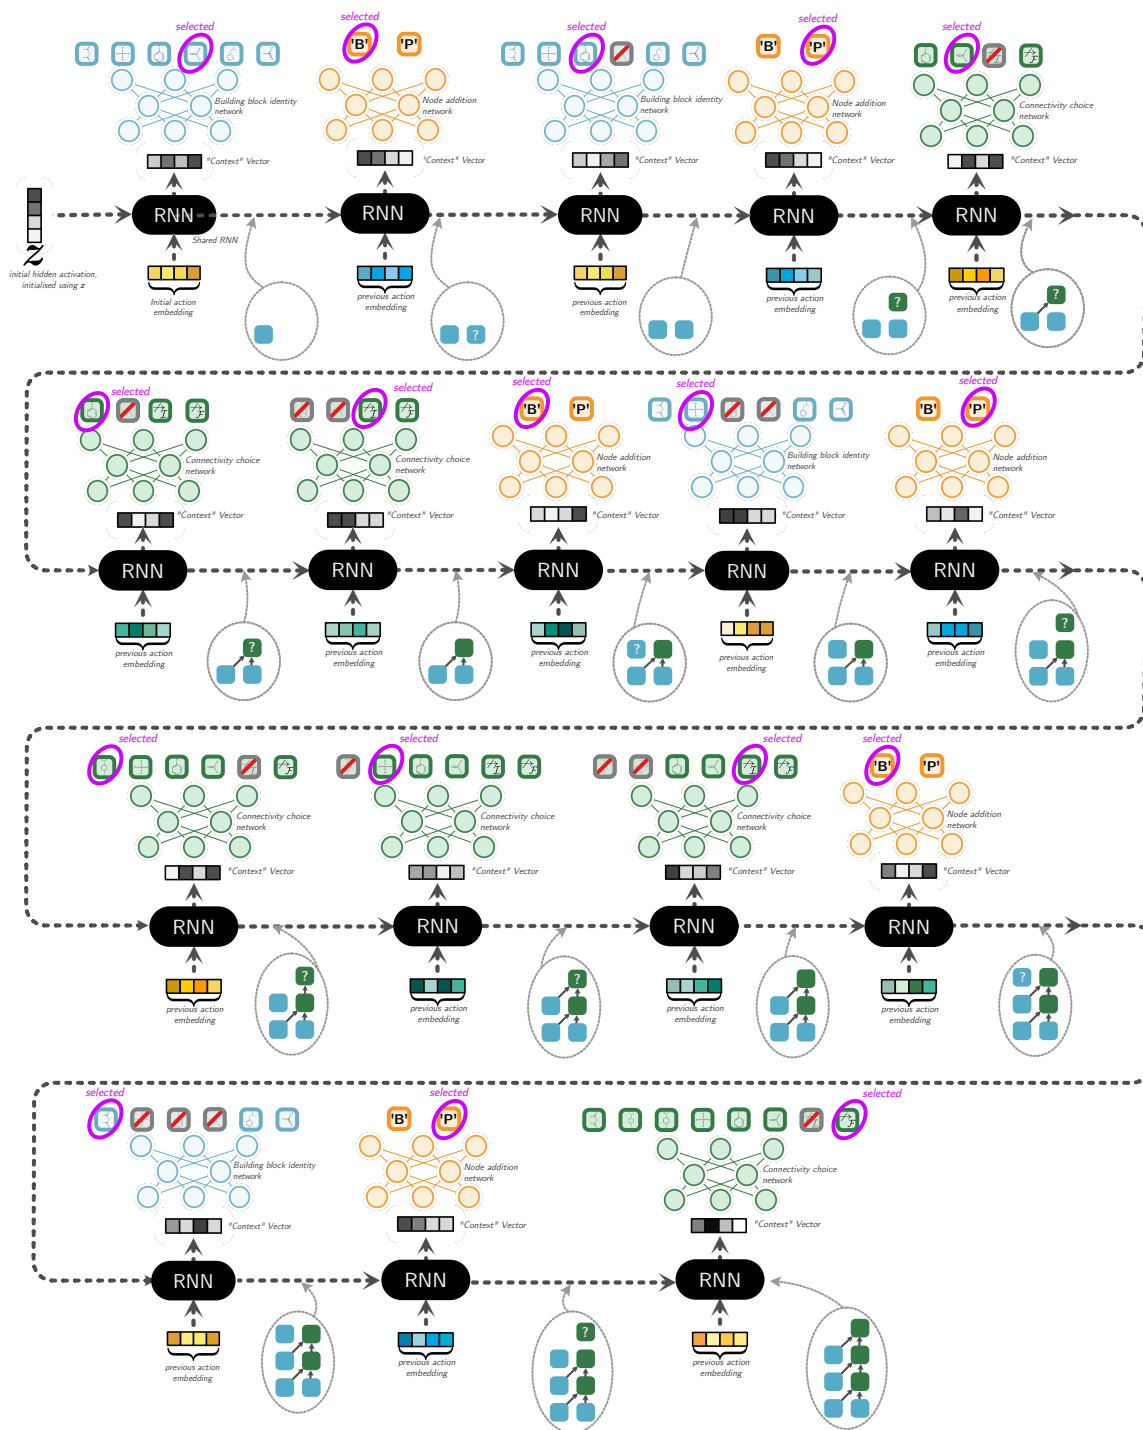 selected
selected
selected
selected
selected
'B' 'P'
'B' 'P'
Building block identity
network
Node addition
network
Building block identity
network
Node addition
network
Connectivity choice
network
"Context" Vector
"Context" Vector
"Context" Vector
"Context" Vector
"Context" Vector
RNN
RNN
RNN
RNN
RNN
Shared RNN
z
initial hidden activation,
initialised using z
Initial action
embedding
previous action
embedding
previous action
embedding
previous action
embedding
previous action
embedding
?
?
?
selected
selected
selected
selected
selected
'B' 'P'
'B' 'P'
Connectivity choice
network
Connectivity choice
network
Node addition
network
Building block identity
network
Node addition
network
"Context" Vector
"Context" Vector
"Context" Vector
"Context" Vector
"Context" Vector
RNN
RNN
RNN
RNN
RNN
previous action
embedding
previous action
embedding
previous action
embedding
previous action
embedding
previous action
embedding
?
?
?
selected
selected
selected
selected
'B' 'P'
Connectivity choice
network
Connectivity choice
network
Connectivity choice
network
Node addition
network
"Context" Vector
"Context" Vector
"Context" Vector
"Context" Vector
RNN
RNN
RNN
RNN
previous action
embedding
previous action
embedding
previous action
embedding
previous action
embedding
?
?
?
selected
selected
selected
'B' 'P'
Building block identity
network
Node addition
network
Connectivity choice
network
"Context" Vector
"Context" Vector
"Context" Vector
RNN
RNN
RNN
previous action
embedding
previous action
embedding
previous action
embedding
?